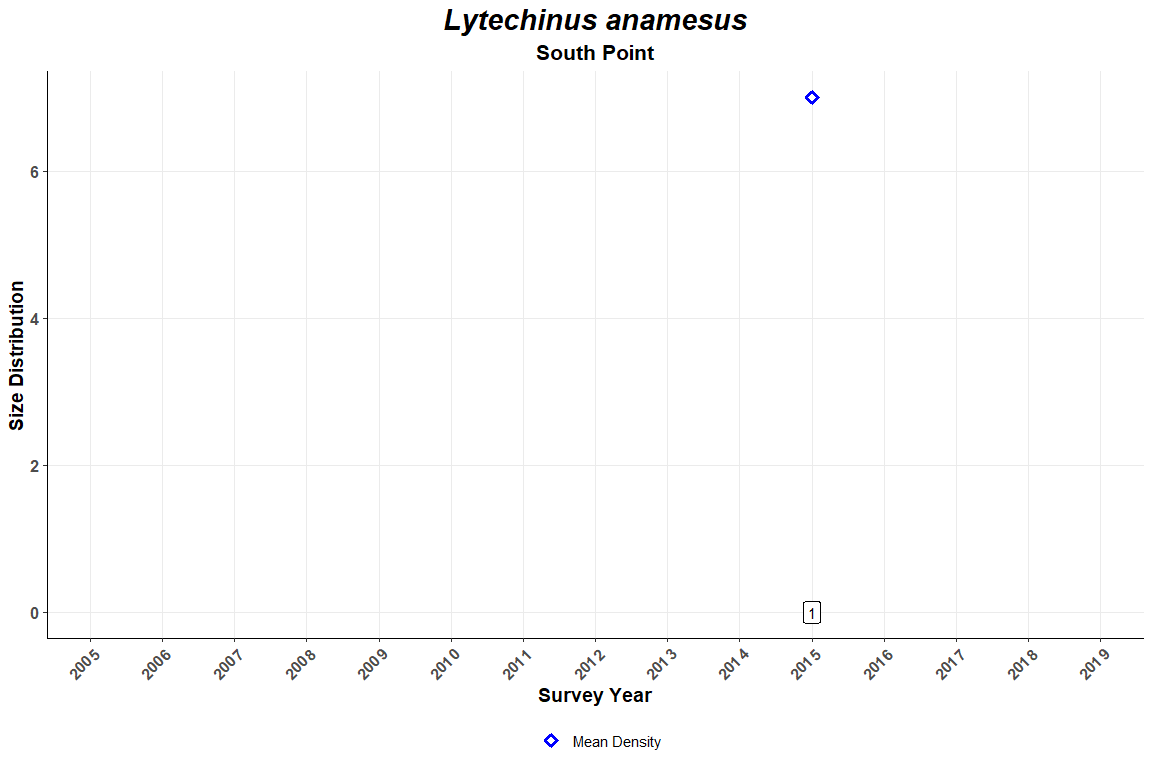 Lytechinus anamesus
South Point
Size Distribution
6
4
2
0
1
2005 2006 2007 2008 2009 2010 2011 2012 2013 2014 2015 2016 2017 2018 2019
Survey Year
Mean Density